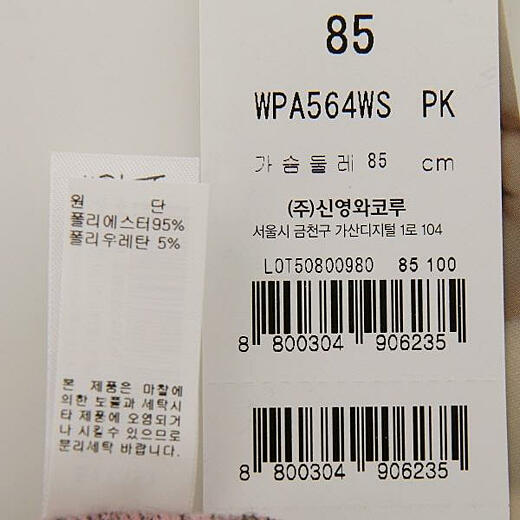 85
WPA564WS PK
가슴둘레 85 cm
(주)신영와코루
서울시 금천구 가산디지털 1로 104
LOT50800980 85 100
8 800304 906235
8 800304 906235
원 단
폴리에스터95%
폴리우레탄 5%
본 제품은 마찰에
의한 보풀과 세탁시
타 제품에 오염되거
나 시킬수 있으므로
분리세탁 바랍니다.